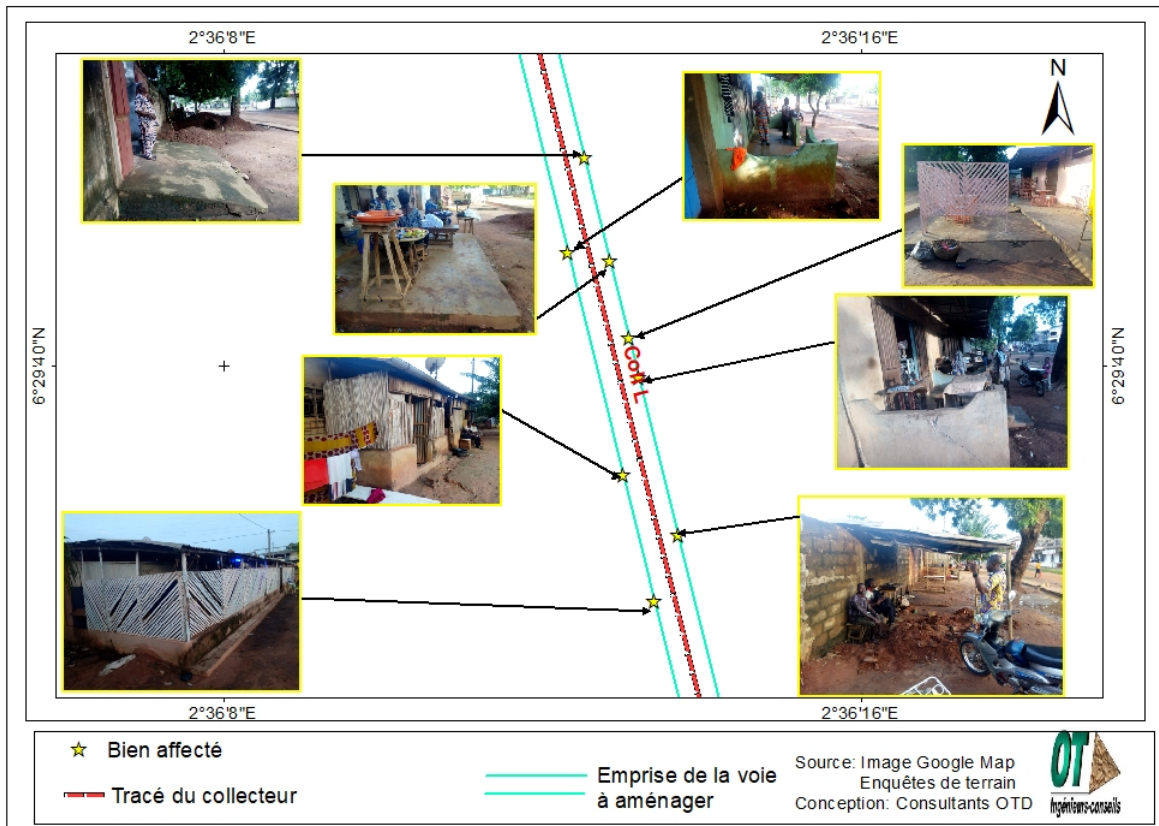 2°36'8"E
2°36'16"E
N
6°29'40"N
6°29'40"N
Coll L
2°36'8"E
2°36'16"E
Bien affecté
Tracé du collecteur
Emprise de la voie
à aménager
Source: Image Google Map
Enquêtes de terrain
Conception: Consultants OTD
OT
Ingénieurs-conseils